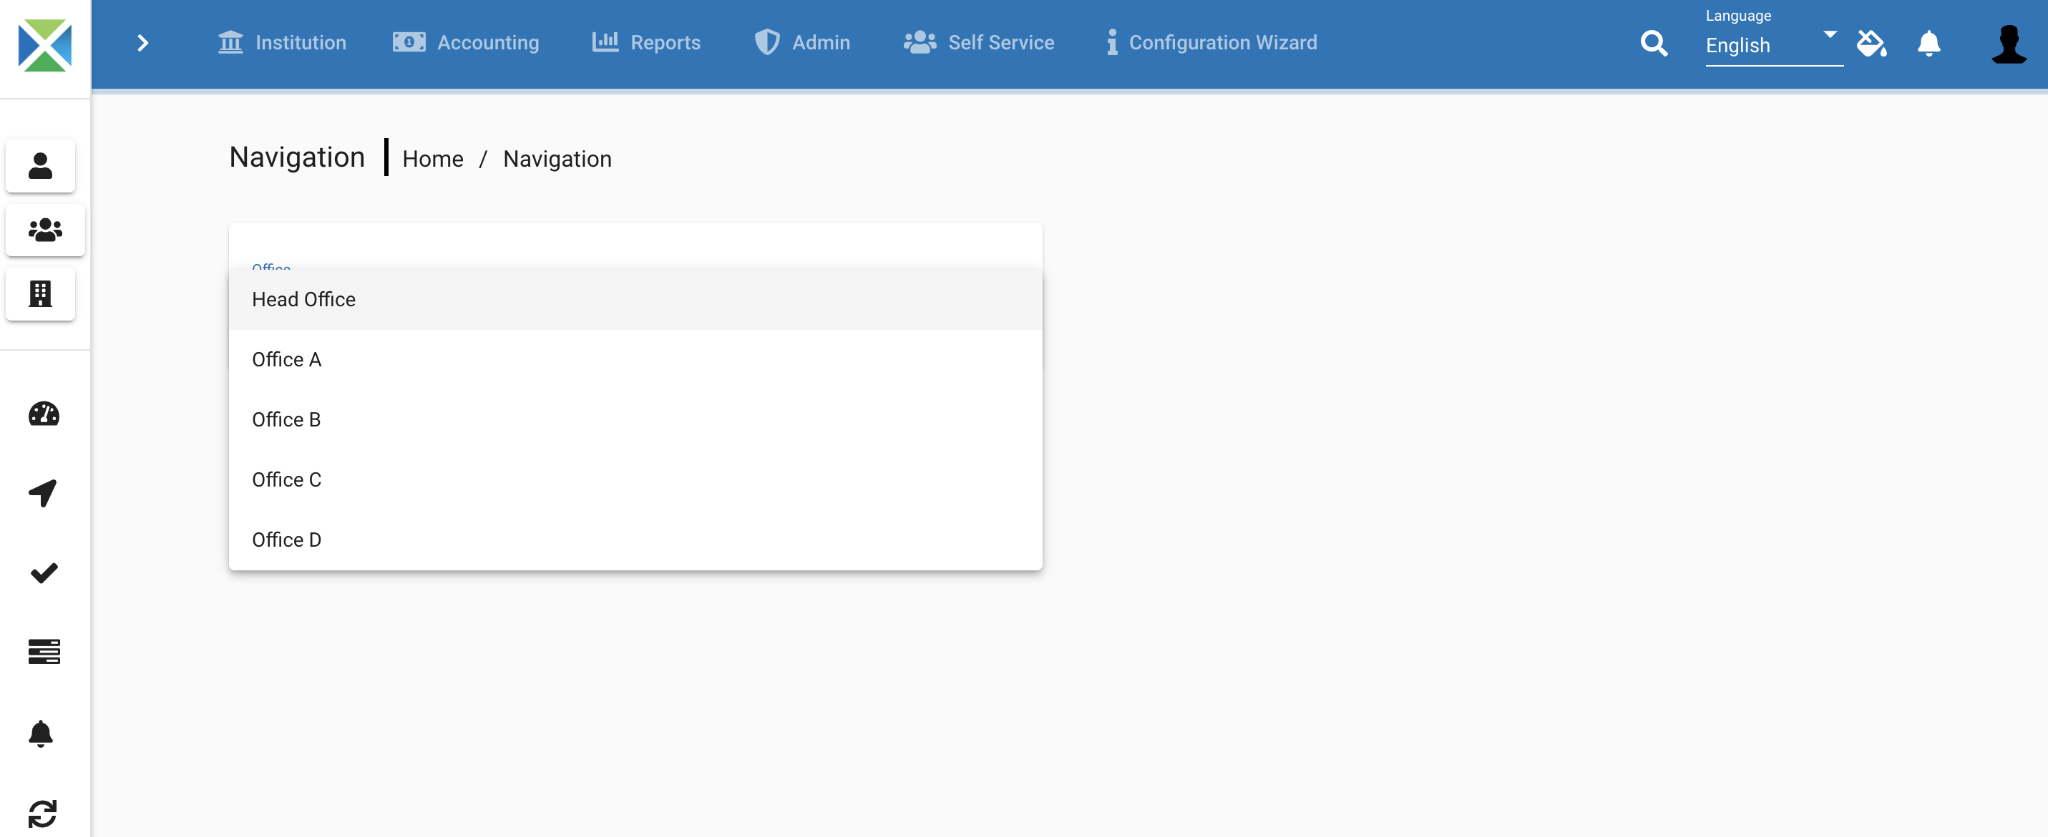 Institution
Accounting
Reports
Admin
Self Service
Configuration Wizard
Language
English
Navigation
Home / Navigation
Office
Head Office
Office A
Office B
Office C
Office D